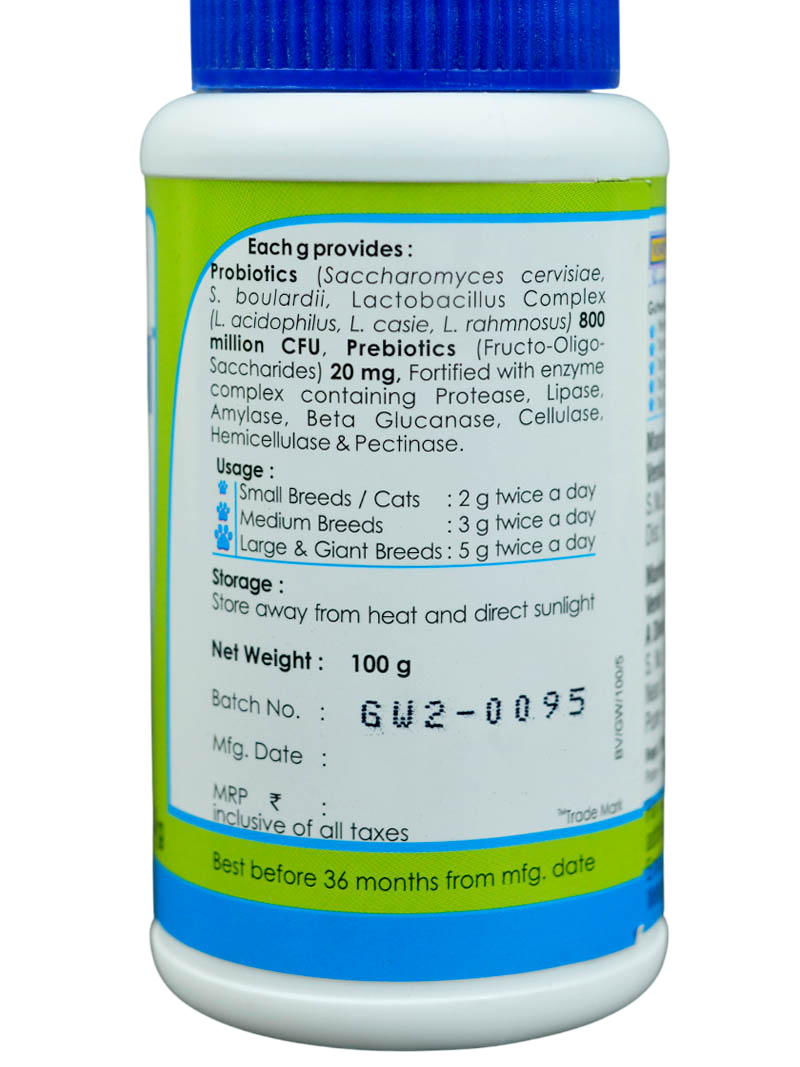 Each g provides :
Probiotics (Saccharomyces cervisiae,
S. boulardii, Lactobacillus Complex
(L. acidophilus, L. casie, L. rahmnosus) 800
million CFU, Prebiotics (Fructo-Oligo-
Saccharides) 20 mg, Fortified with enzyme
complex containing Protease, Lipase,
Amylase, Beta Glucanase, Cellulase,
Hemicellulase & Pectinase.
Usage :
Small Breeds / Cats : 2 g twice a day
Medium Breeds : 3 g twice a day
Large & Giant Breeds : 5 g twice a day
Storage :
Store away from heat and direct sunlight
Net Weight : 100 g
Batch No. : GW2-0095
Mfg. Date :
MRP ₹ :
inclusive of all taxes
™Trade Mark
BV/GW/100/5
Best before 36 months from mfg. date